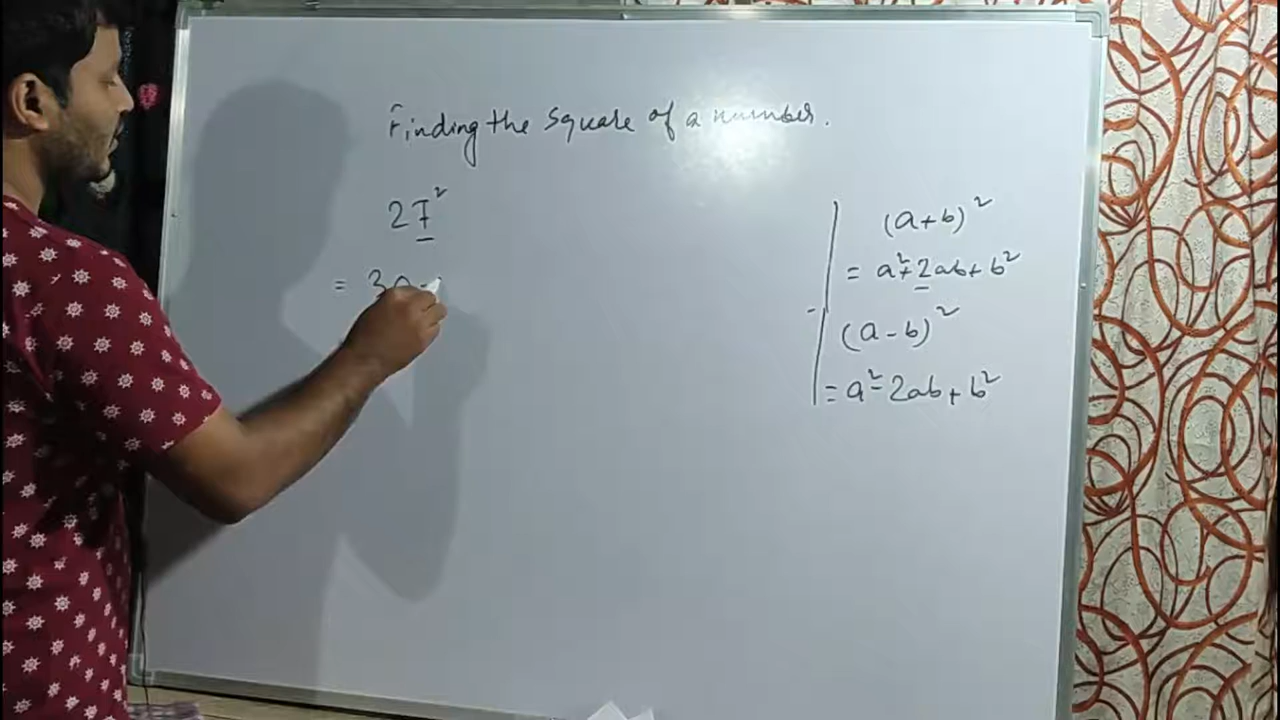 Finding the square of a number.
27²
= 30 -
(a+b)²
= a²+2ab+b²
(a-b)²
= a²-2ab+b²